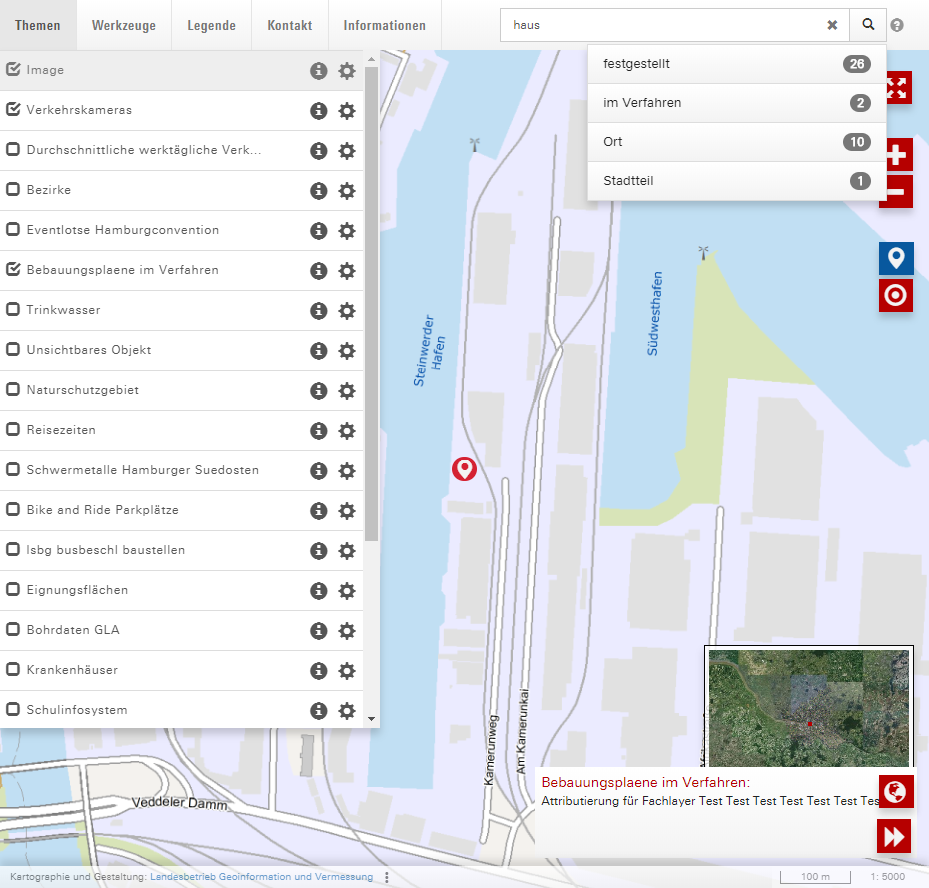 Themen
Werkzeuge
Legende
Kontakt
Informationen
haus
festgestellt 26
im Verfahren 2
Ort 10
Stadtteil 1
Image
Verkehrskameras
Durchschnittliche werktägliche Verk...
Bezirke
Eventlotse Hamburgconvention
Bebauungsplaene im Verfahren
Trinkwasser
Unsichtbares Objekt
Naturschutzgebiet
Reisezeiten
Schwermetalle Hamburger Suedosten
Bike and Ride Parkplätze
lsbg busbeschl baustellen
Eignungsflächen
Bohrdaten GLA
Krankenhäuser
Schulinfosystem
Steinwerder
Hafen
Südwesthafen
Kamerunweg
Am Kamerunkai
Veddeler Damm
Bebauungsplaene im Verfahren:
Attributierung für Fachlayer Test Test Test Test Test Test Tes
Kartographie und Gestaltung: Landesbetrieb Geoinformation und Vermessung
100 m
1: 5000